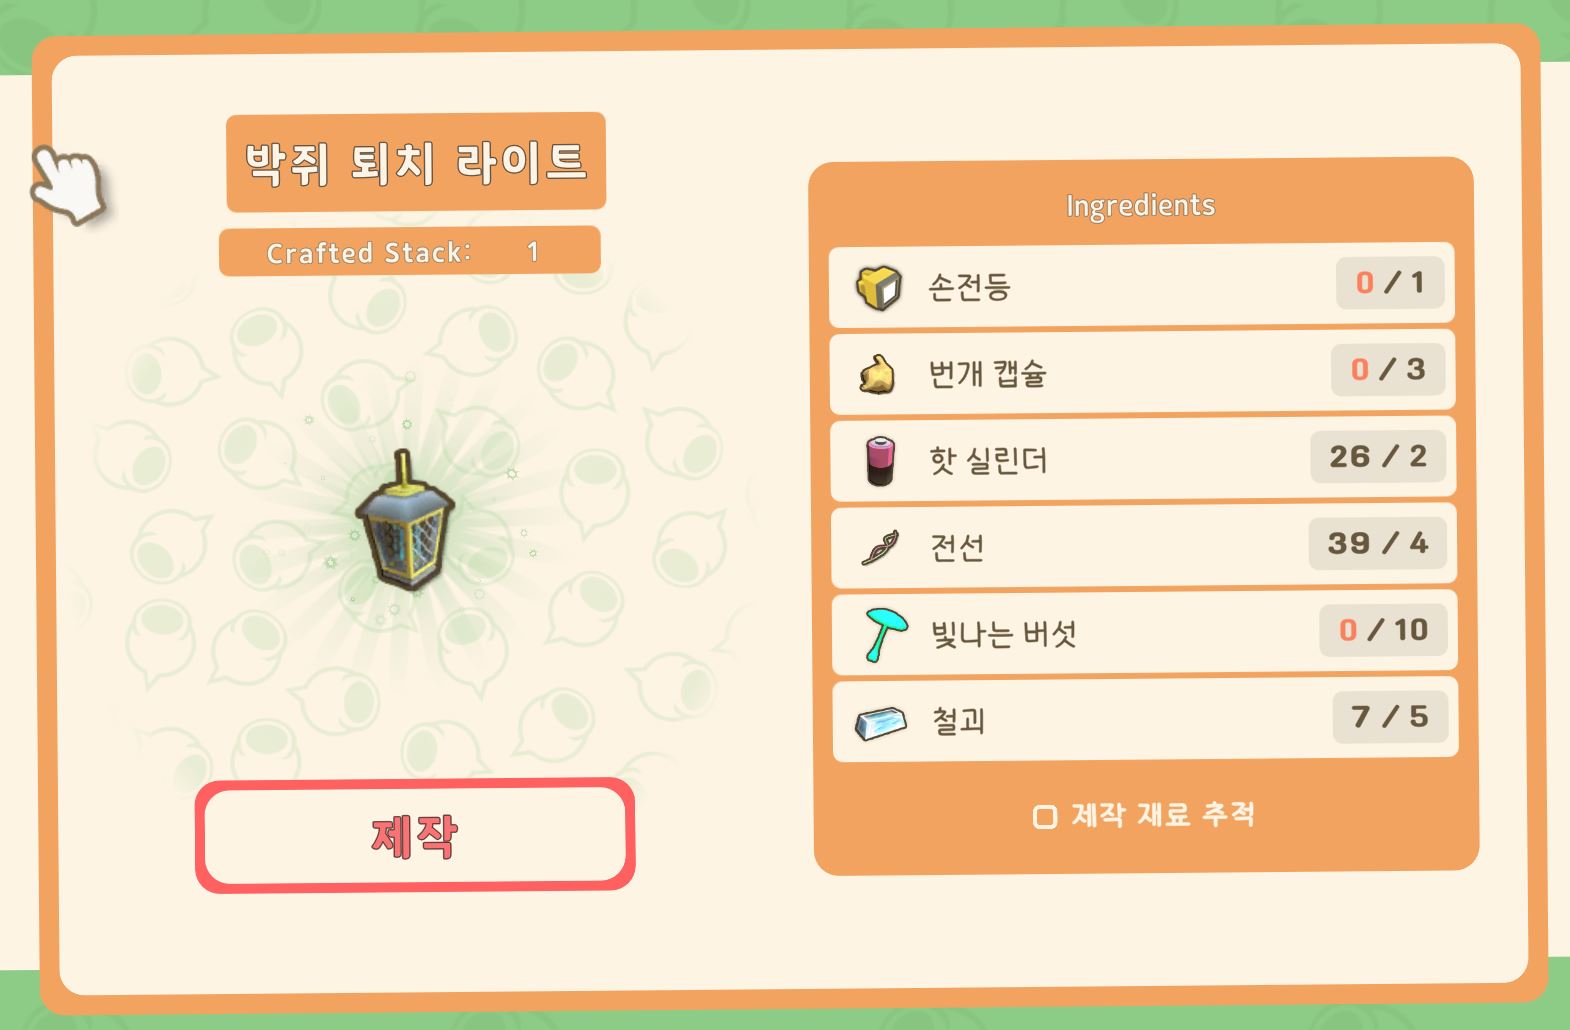 박쥐 퇴치 라이트
Crafted Stack: 1
제작
Ingredients
손전등 0 / 1
번개 캡슐 0 / 3
핫 실린더 26 / 2
전선 39 / 4
빛나는 버섯 0 / 10
철괴 7 / 5
제작 재료 추적